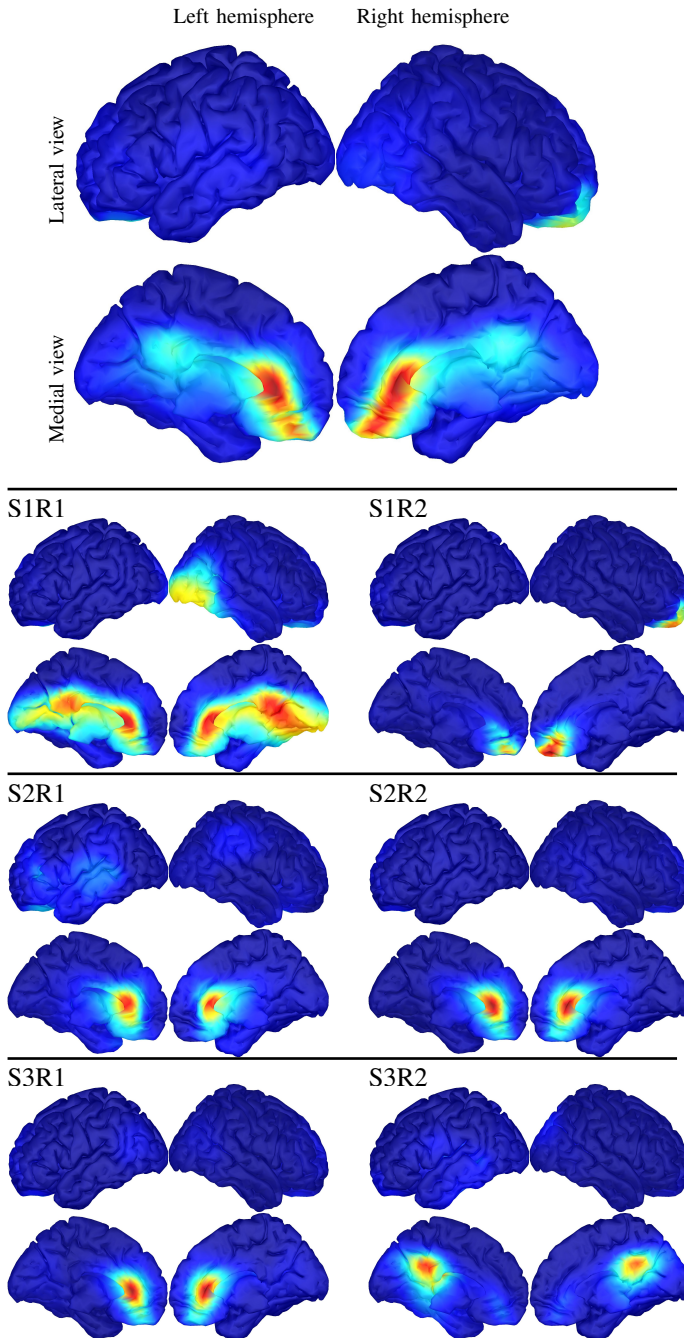 Left hemisphere
Right hemisphere
Lateral view
Medial view
S1R1
S1R2
S2R1
S2R2
S3R1
S3R2